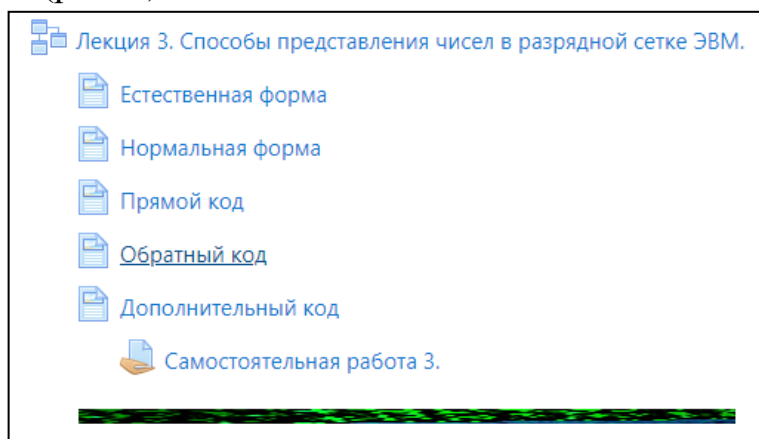 Лекция 3. Способы представления чисел в разрядной сетке ЭВМ.
Естественная форма
Нормальная форма
Прямой код
Обратный код
Дополнительный код
Самостоятельная работа 3.